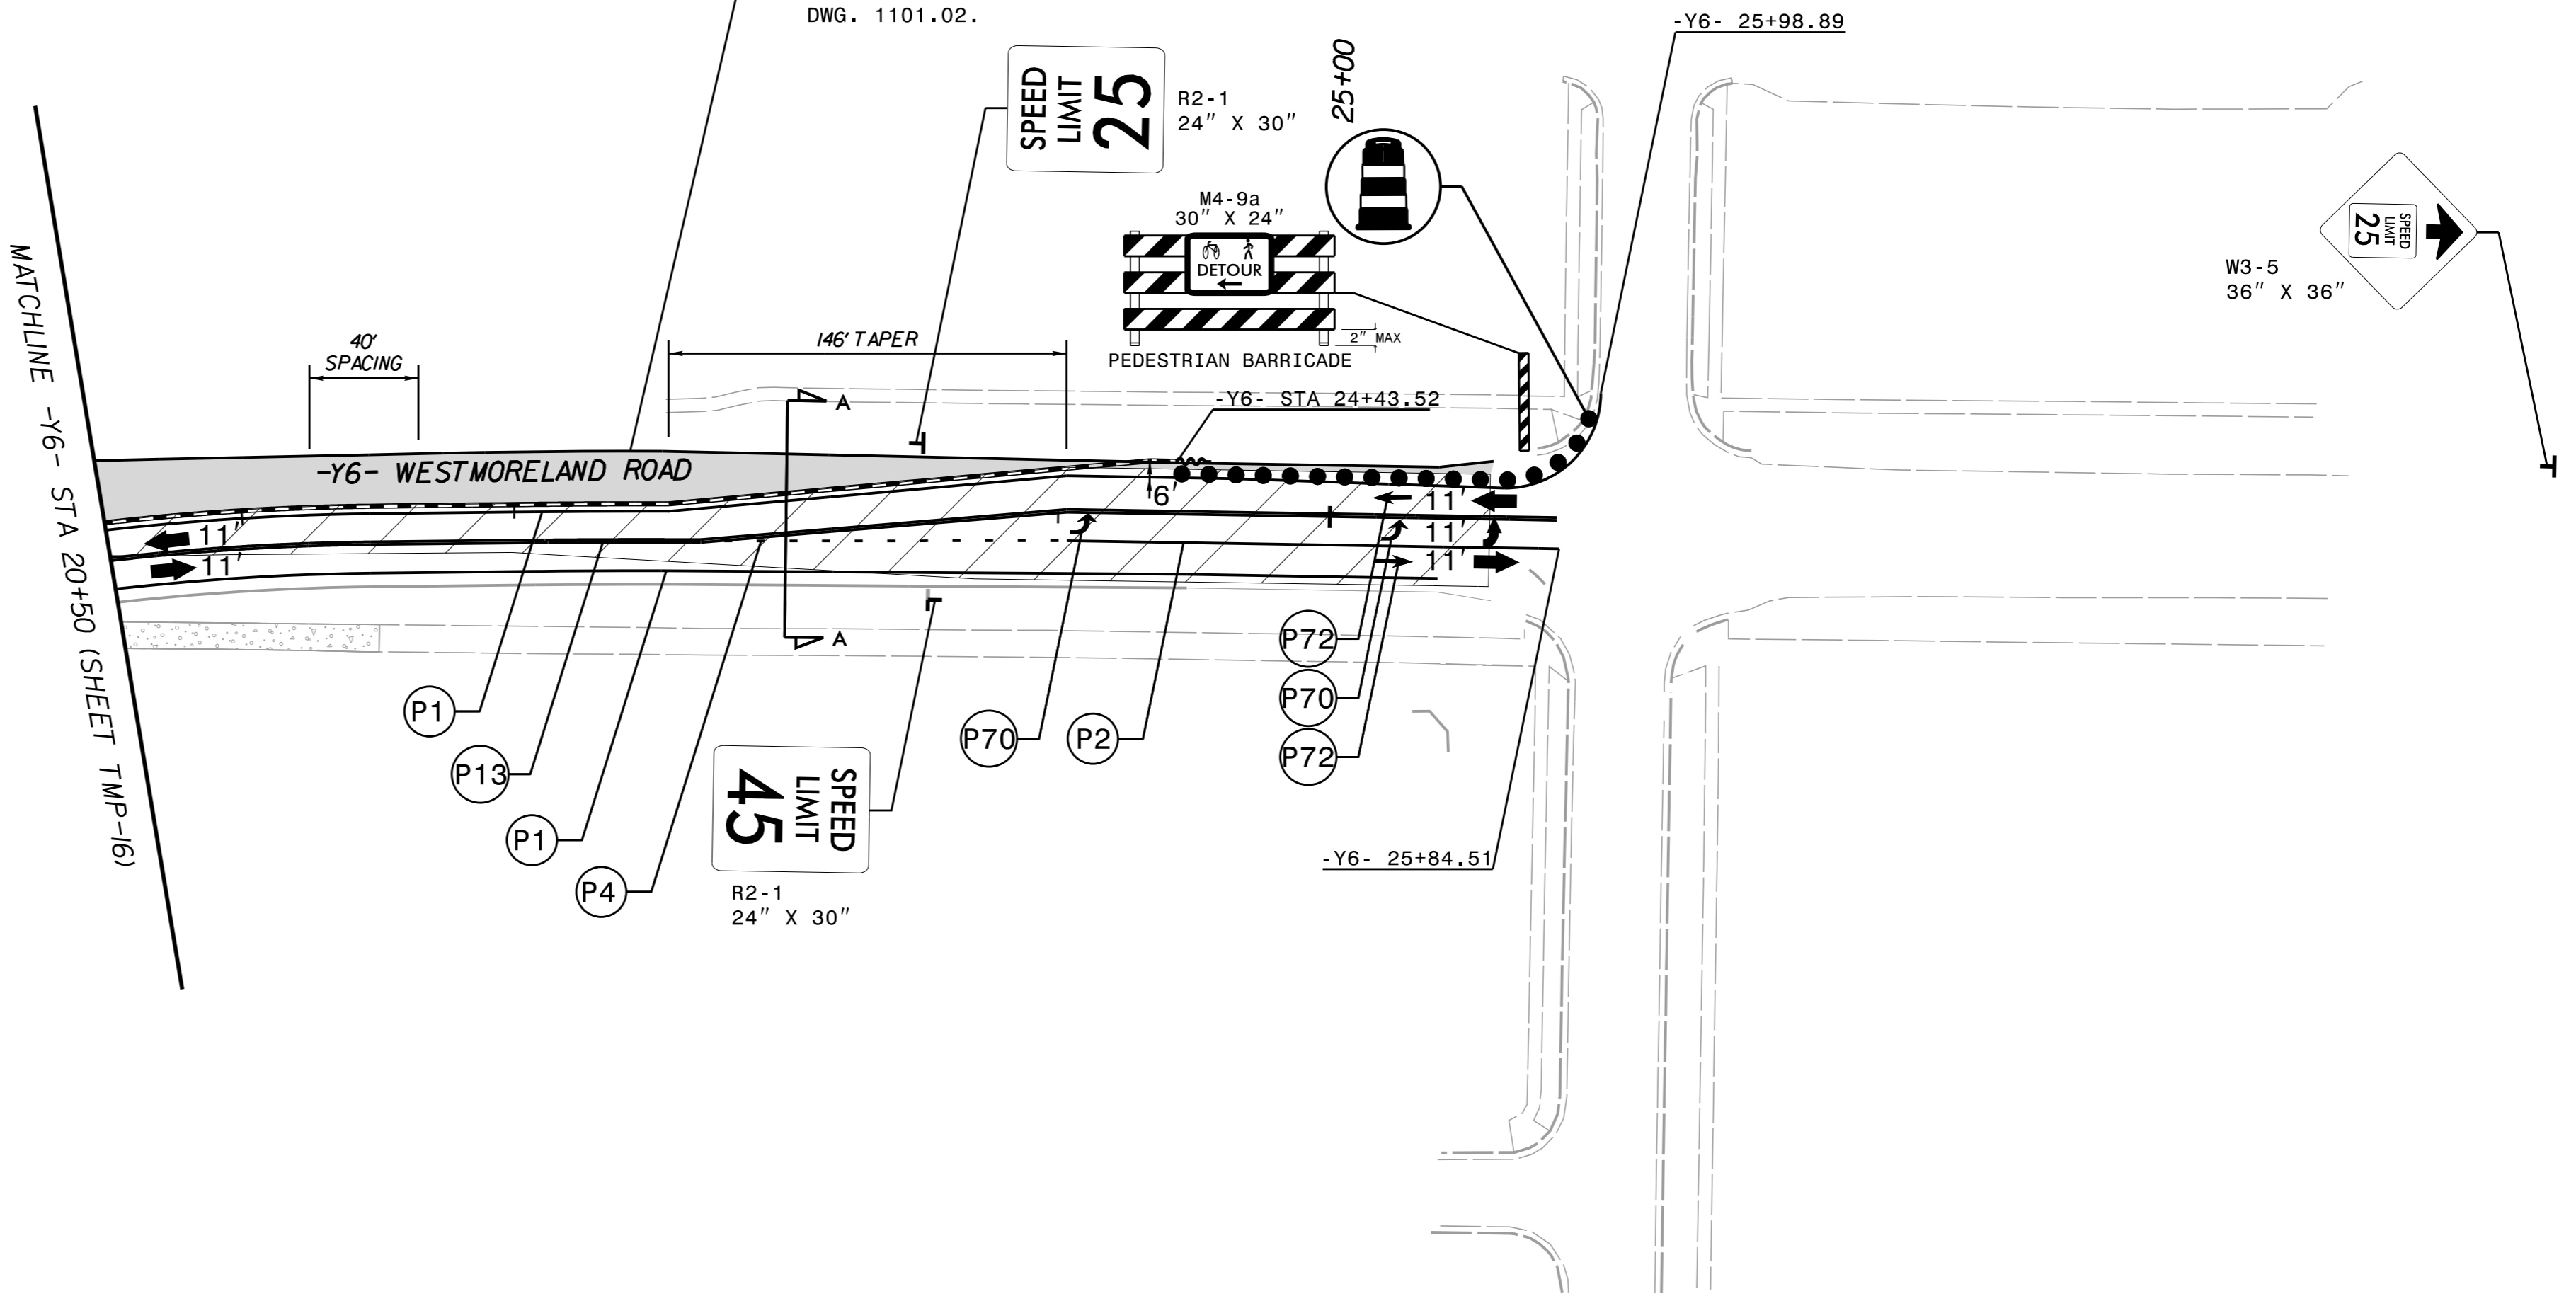 DWG. 1101.02.
-Y6- 25+98.89
SPEED
LIMIT
25
R2-1
24" X 30"
25+00
M4-9a
30" X 24"
DETOUR
2" MAX
PEDESTRIAN BARRICADE
SPEED
LIMIT
25
W3-5
36" X 36"
MATCHLINE -Y6- STA 20+50 (SHEET TMP-16)
40'
SPACING
146' TAPER
A
-Y6- STA 24+43.52
-Y6- WESTMORELAND ROAD
6'
11'
11'
11'
11'
11'
A
P1
P13
P1
P4
P70
P2
P72
P70
P72
SPEED
LIMIT
45
R2-1
24" X 30"
-Y6- 25+84.51